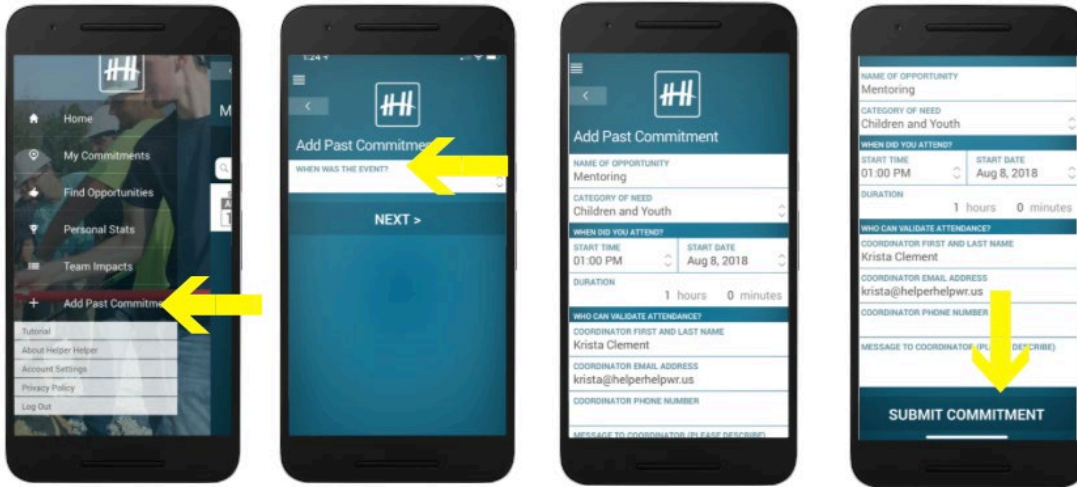 Home
M
My Commitments
Find Opportunities
Personal Stats
Team Impacts
Add Past Commitme
Tutorial
About Helper Helper
Account Settings
Privacy Policy
Log Out
1:24
Add Past Commitme
WHEN WAS THE EVENT?
NEXT >
Add Past Commitment
NAME OF OPPORTUNITY
Mentoring
CATEGORY OF NEED
Children and Youth
WHEN DID YOU ATTEND?
START TIME START DATE
01:00 PM Aug 8, 2018
DURATION
1 hours 0 minutes
WHO CAN VALIDATE ATTENDANCE?
COORDINATOR FIRST AND LAST NAME
Krista Clement
COORDINATOR EMAIL ADDRESS
krista@helperhelpwr.us
COORDINATOR PHONE NUMBER
MESSAGE TO COORDINATOR (PLEASE DESCRIBE)
NAME OF OPPORTUNITY
Mentoring
CATEGORY OF NEED
Children and Youth
WHEN DID YOU ATTEND?
START TIME START DATE
01:00 PM Aug 8, 2018
DURATION
1 hours 0 minutes
WHO CAN VALIDATE ATTENDANCE?
COORDINATOR FIRST AND LAST NAME
Krista Clement
COORDINATOR EMAIL ADDRESS
krista@helperhelpwr.us
COORDINATOR PHONE NUMBER
MESSAGE TO COORDINATOR (PL DESCRIBE)
SUBMIT COMMITMENT